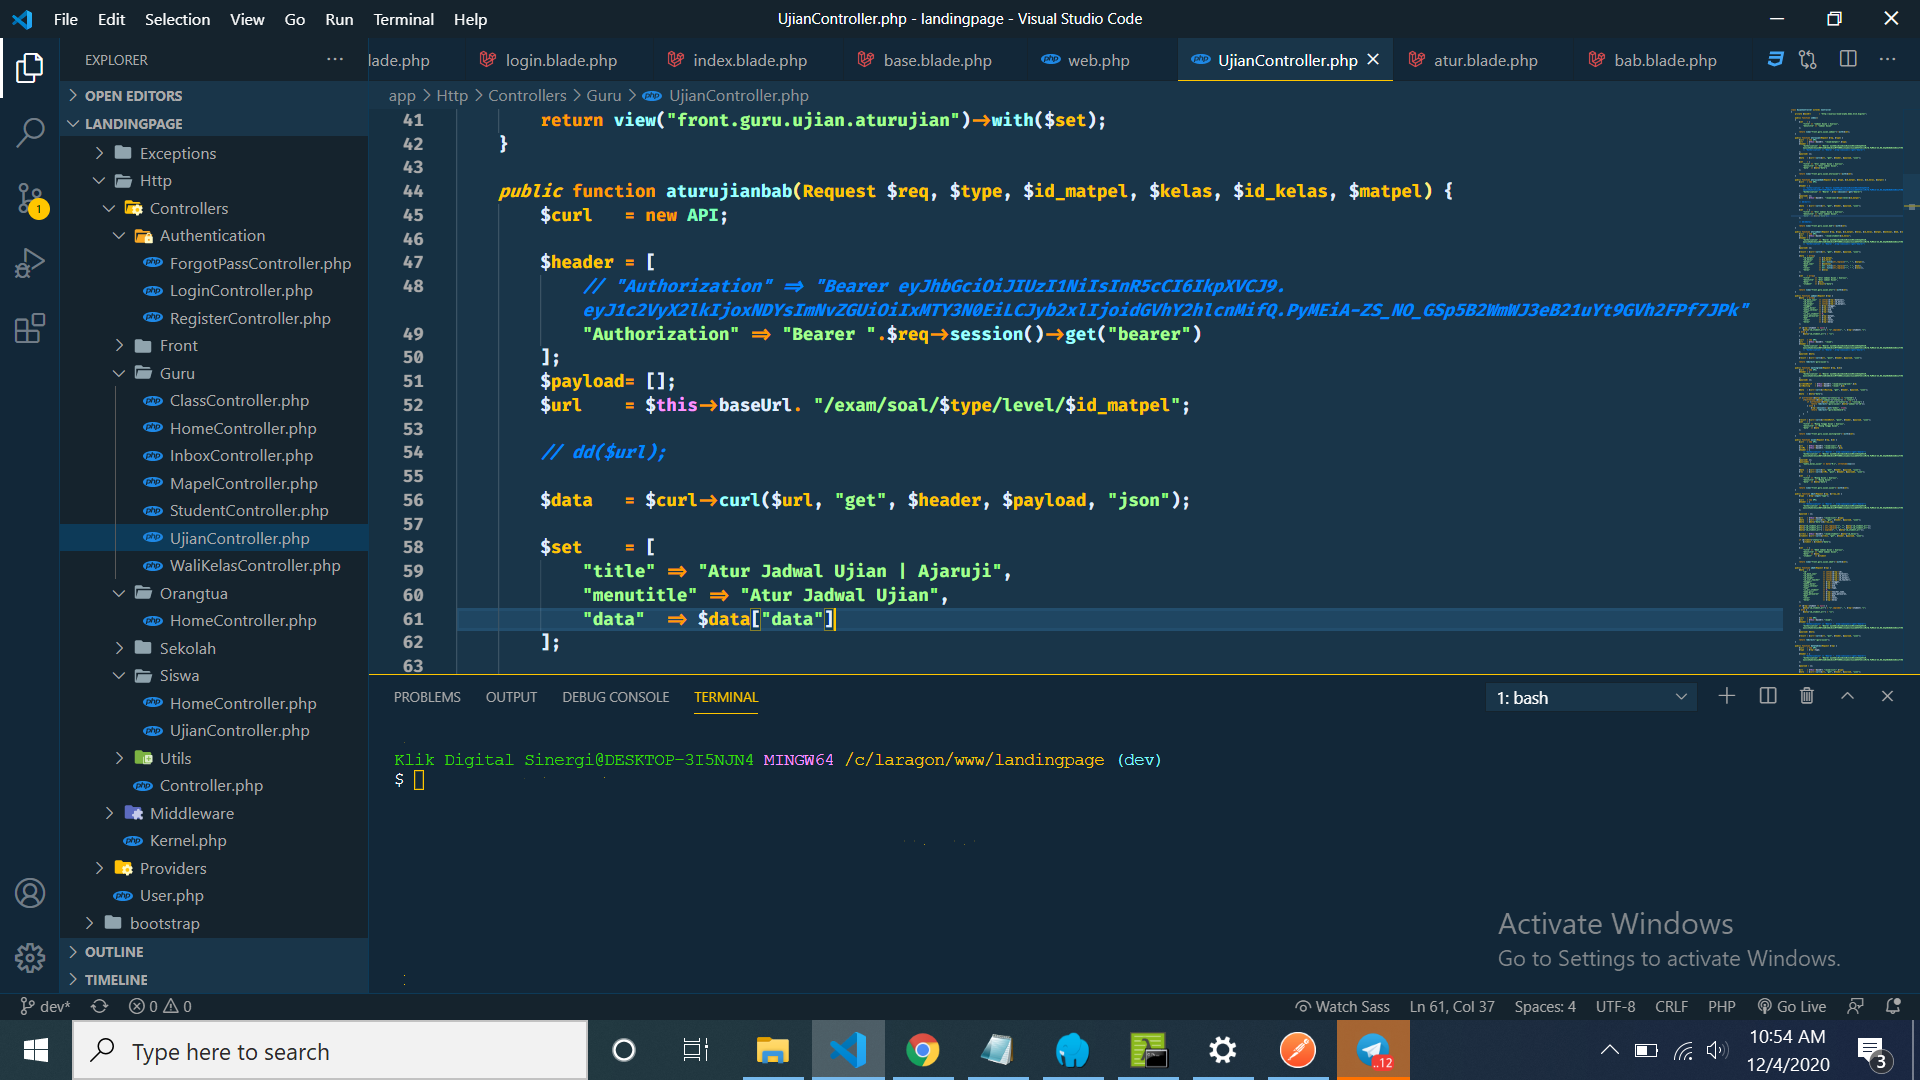 File Edit Selection View Go Run Terminal Help
UjianController.php - landingpage - Visual Studio Code
EXPLORER
lade.php
login.blade.php
index.blade.php
base.blade.php
web.php
UjianController.php
atur.blade.php
bab.blade.php
app > Http > Controllers > Guru > UjianController.php
OPEN EDITORS
LANDINGPAGE
Exceptions
Http
Controllers
Authentication
ForgotPassController.php
LoginController.php
RegisterController.php
Front
Guru
ClassController.php
HomeController.php
InboxController.php
MapelController.php
StudentController.php
UjianController.php
WaliKelasController.php
Orangtua
HomeController.php
Sekolah
Siswa
HomeController.php
UjianController.php
Utils
Controller.php
Middleware
Kernel.php
Providers
User.php
bootstrap
OUTLINE
TIMELINE
1
41 return view("front.guru.ujian.aturujian")->with($set);
42 }
43
44 public function aturujianbab(Request $req, $type, $id_matpel, $kelas, $id_kelas, $matpel) {
45 $curl = new API;
46
47 $header = [
48 // "Authorization" => "Bearer eyJhbGciOiJIUzI1NiIsInR5cCI6IkpXVCJ9.
eyJ1c2VyX2lkIjoxNDYsImNvZGUiOiIxMTY3N0EiLCJyb2xlIjoidGVhY2hlcnMifQ.PyMEiA-ZS_NO_GSp5B2WmWJ3eB21uYt9GVh2FPf7JPk"
49 "Authorization" => "Bearer ".$req->session()->get("bearer")
50 ];
51 $payload= [];
52 $url = $this->baseUrl. "/exam/soal/$type/level/$id_matpel";
53
54 // dd($url);
55
56 $data = $curl->curl($url, "get", $header, $payload, "json");
57
58 $set = [
59 "title" => "Atur Jadwal Ujian | Ajaruji",
60 "menutitle" => "Atur Jadwal Ujian",
61 "data" => $data["data"]
62 ];
63
PROBLEMS OUTPUT DEBUG CONSOLE TERMINAL
1: bash
Klik Digital Sinergi@DESKTOP-3I5NJN4 MINGW64 /c/laragon/www/landingpage (dev)
$
Activate Windows
Go to Settings to activate Windows.
dev* 0 0
Watch Sass Ln 61, Col 37 Spaces: 4 UTF-8 CRLF PHP Go Live
Type here to search
..12
10:54 AM
12/4/2020
3